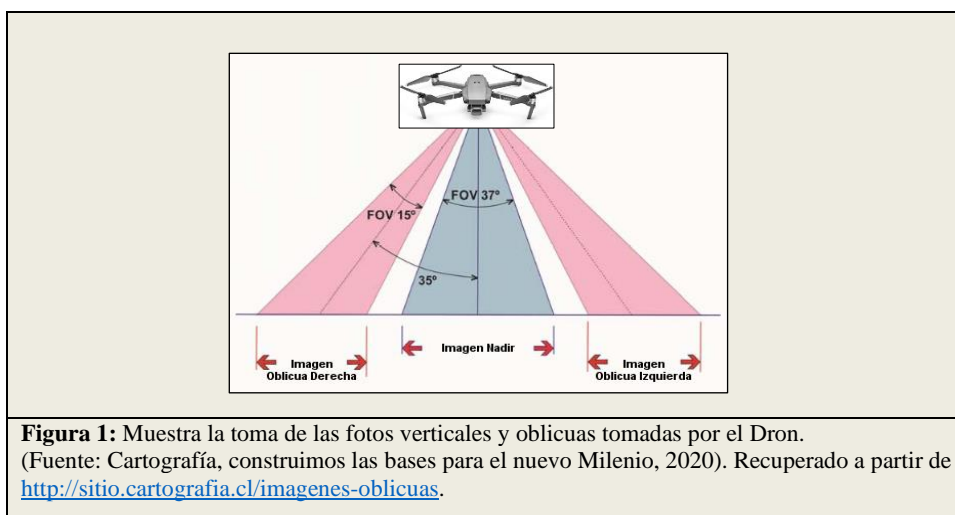 FOV 37º
FOV 15º
35º
Imagen Nadir
Imagen
Oblicua Derecha
Imagen
Oblicua Izquierda
Figura 1: Muestra la toma de las fotos verticales y oblicuas tomadas por el Dron.
(Fuente: Cartografía, construimos las bases para el nuevo Milenio, 2020). Recuperado a partir de
http://sitio.cartografia.cl/imagenes-oblicuas.